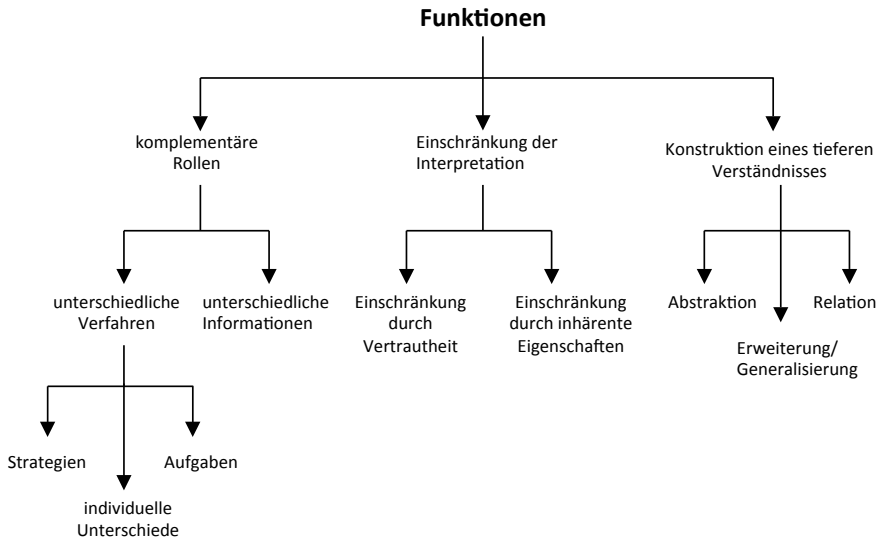 Funktionen
komplementäre
Rollen
Einschränkung der
Interpretation
Konstruktion eines tieferen
Verständnisses
unterschiedliche
Verfahren
unterschiedliche
Informationen
Einschränkung
durch
Vertrautheit
Einschränkung
durch inhärente
Eigenschaften
Abstraktion
Relation
Erweiterung/
Generalisierung
Strategien
Aufgaben
individuelle
Unterschiede